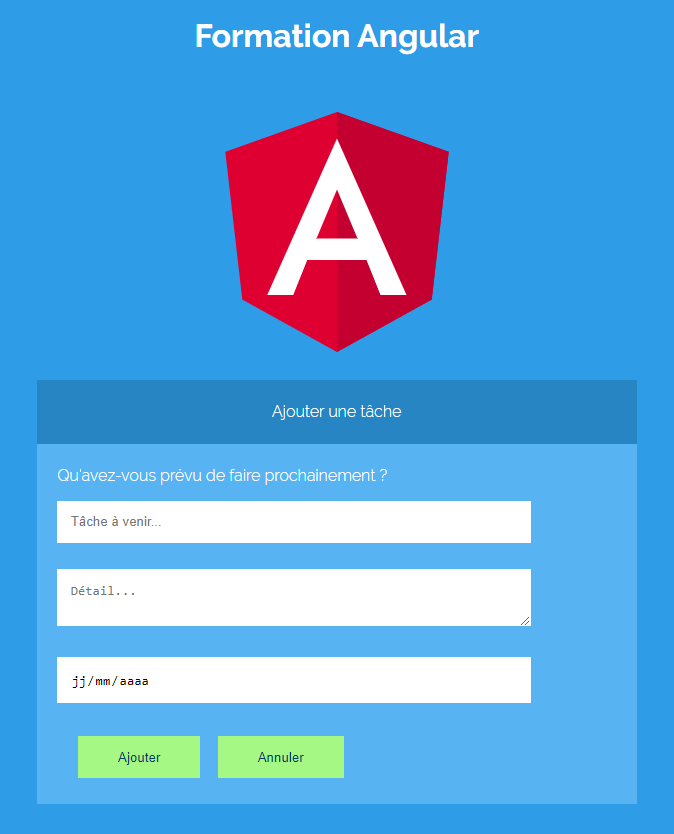 Formation Angular
A
Ajouter une tâche
Qu'avez-vous prévu de faire prochainement ?
Tâche à venir...
Détail...
jj/mm/aaaa
Ajouter
Annuler